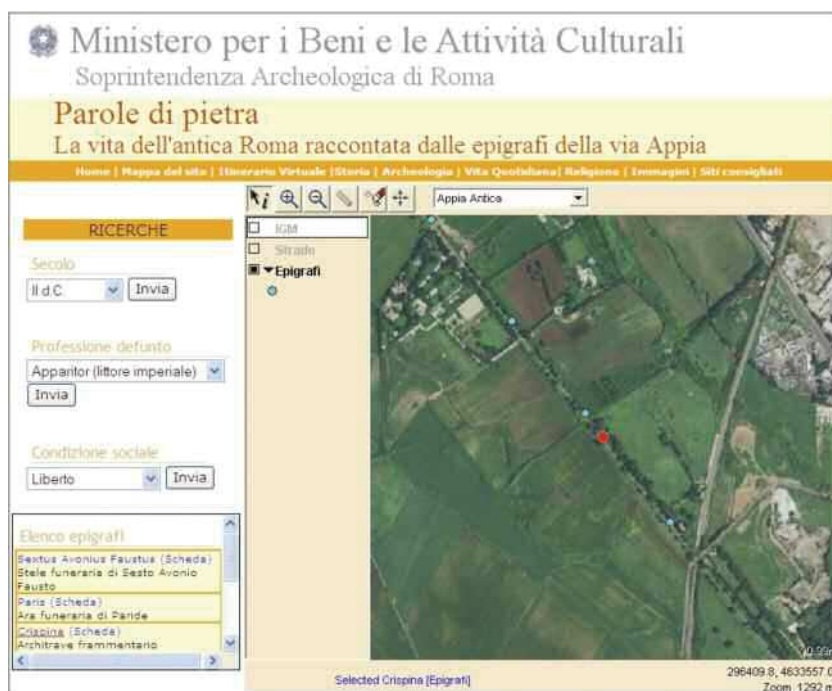 Ministero per i Beni e le Attività Culturali
Soprintendenza Archeologica di Roma
Parole di pietra
La vita dell'antica Roma raccontata dalle epigrafi della via Appia
Home | Mappa del sito | Itinerario Virtuale |Storia | Archeologia | Vita Quotidiana| Religione | Immagini | Siti consigliati
Appia Antica
RICERCHE
Secolo
II d.C.
Invia
Professione defunto
Apparitor (littore imperiale)
Invia
Condizione sociale
Liberto
Invia
Elenco epigrafi
Sextus Avonius Faustus (Scheda)
Stele funeraria di Sesto Avonio
Fausto
Paris (Scheda)
Ara funeraria di Paride
Crispina (Scheda)
Architrave frammentario
IGM
Strade
Epigrafi
Selected Crispina [Epigrafi]
296409.8, 4633557.0
Zoom 1292 m